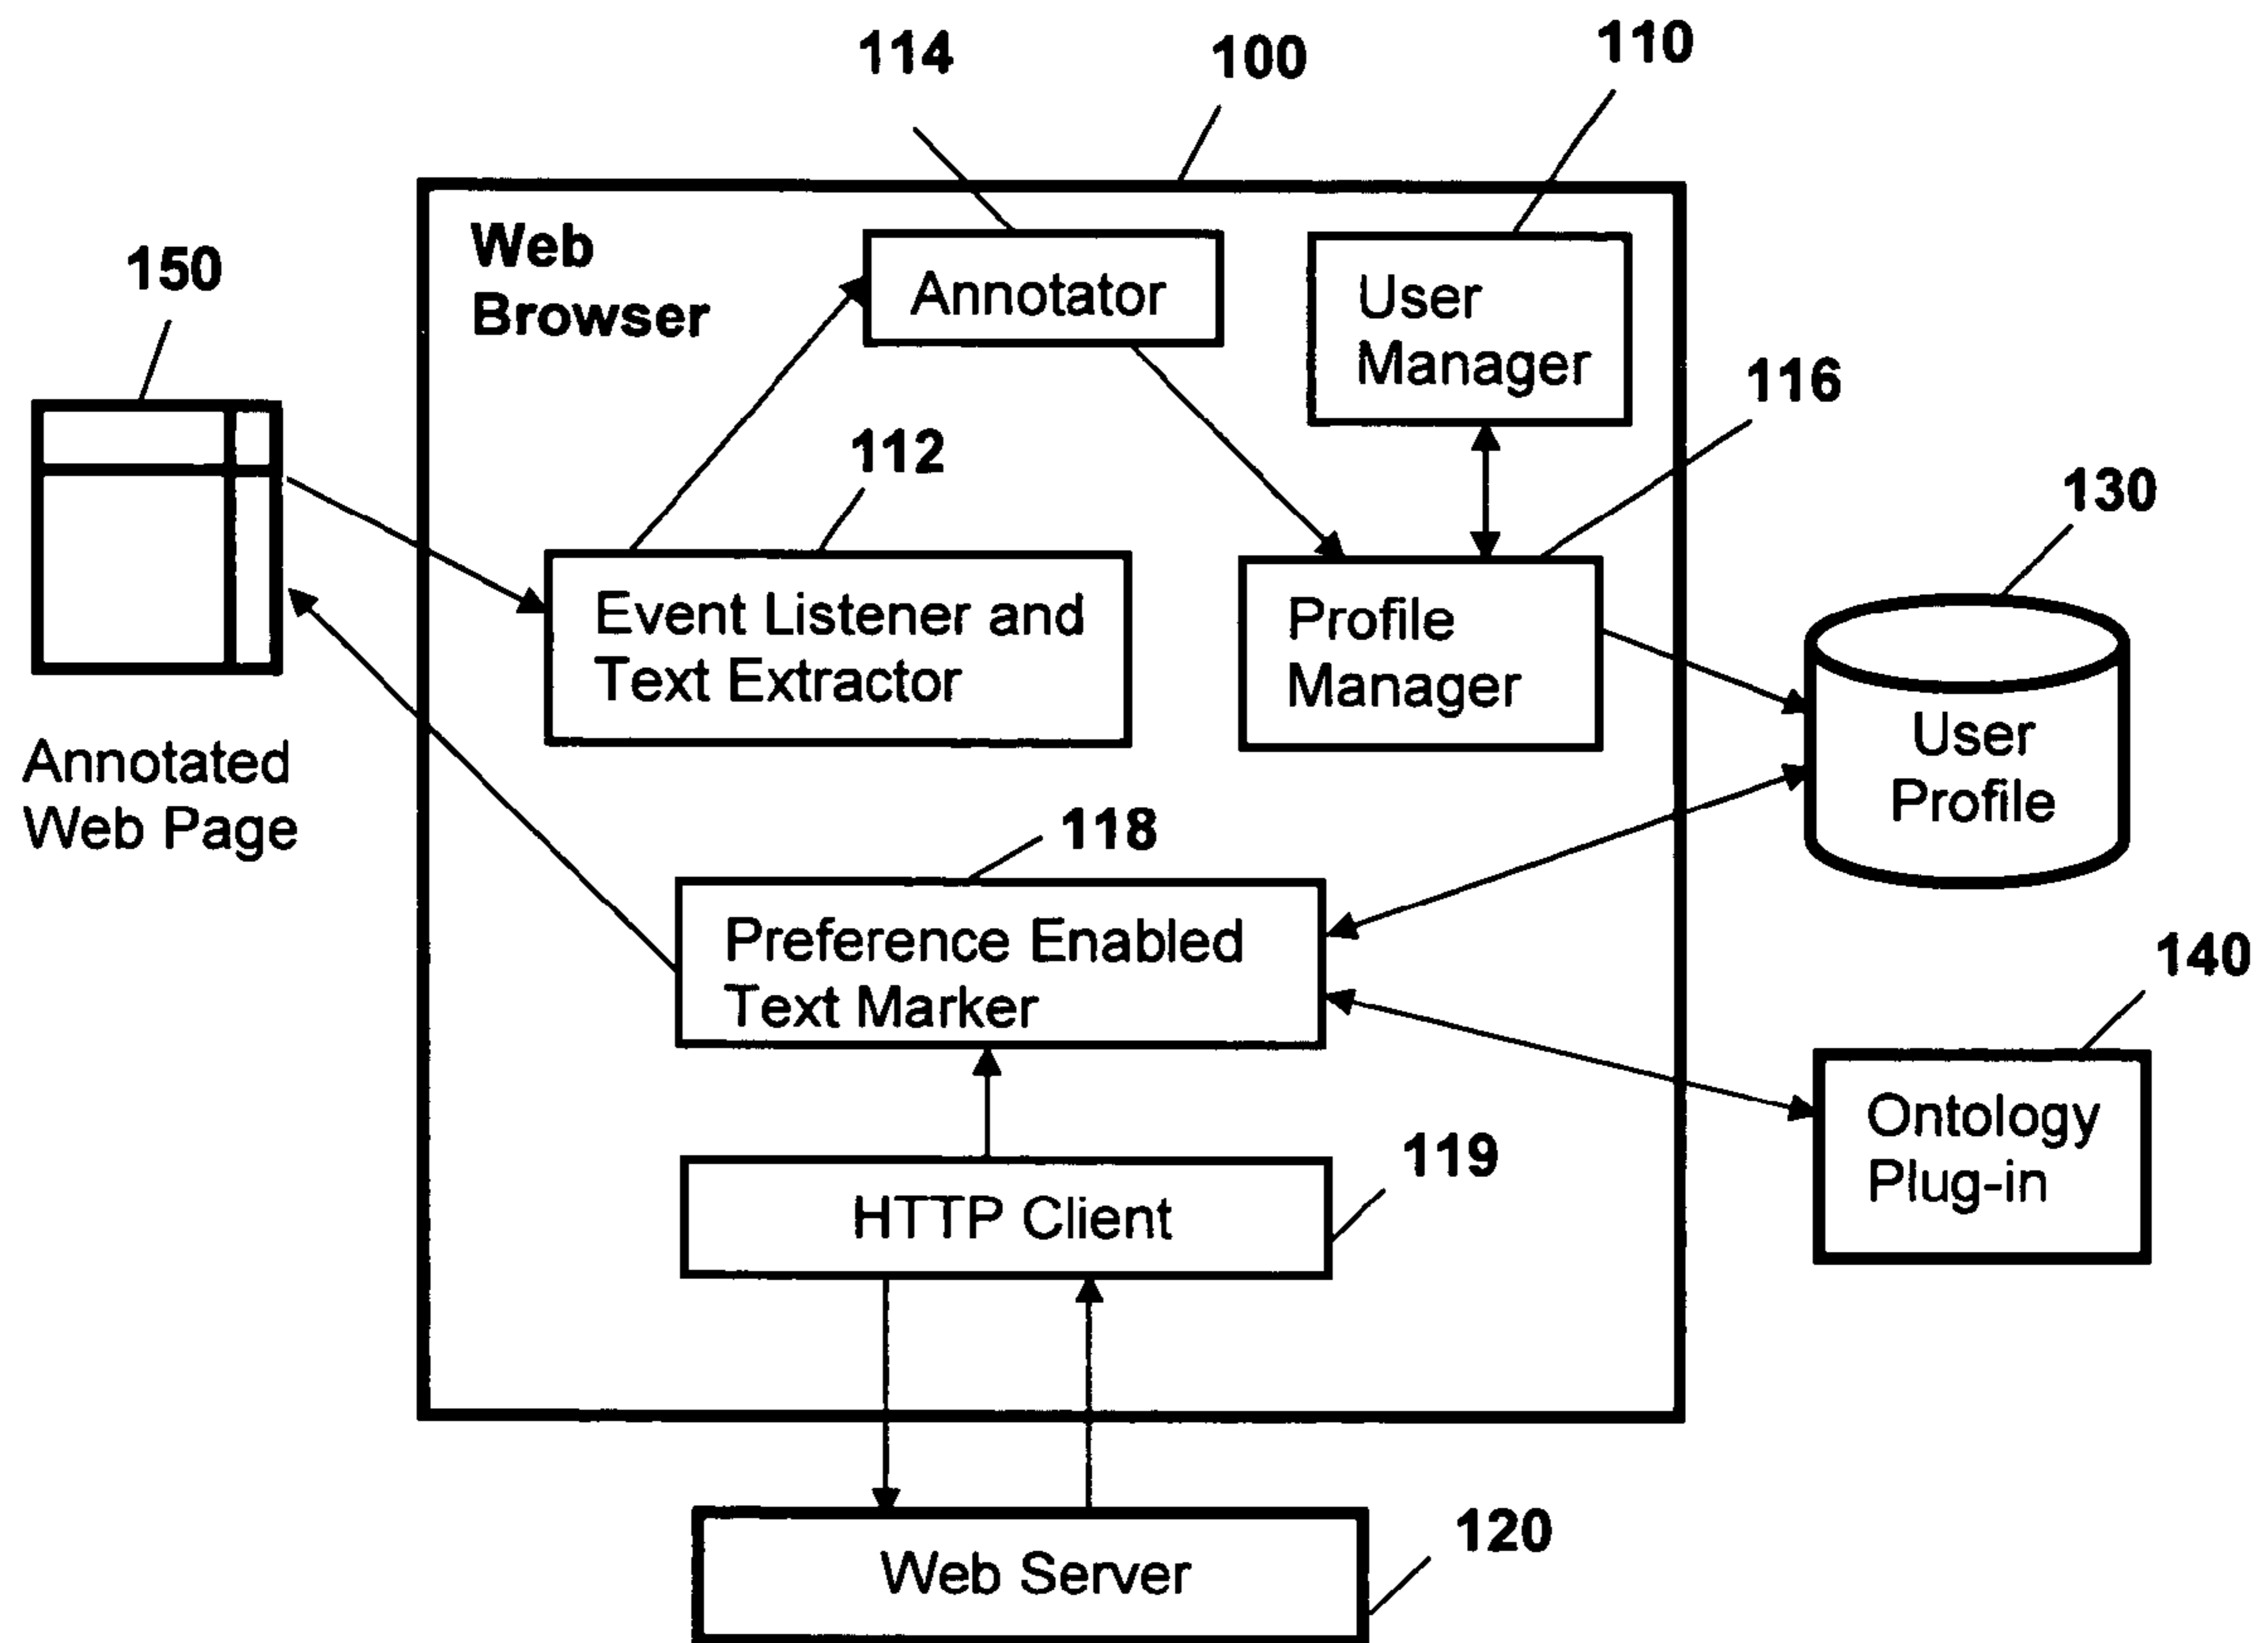 114
100
110
Web
Browser
150
Annotator
User
Manager
116
112
130
Event Listener and
Text Extractor
Profile
Manager
User
Profile
Annotated
Web Page
118
Preference Enabled
Text Marker
140
Ontology
Plug-in
119
HTTP Client
120
Web Server